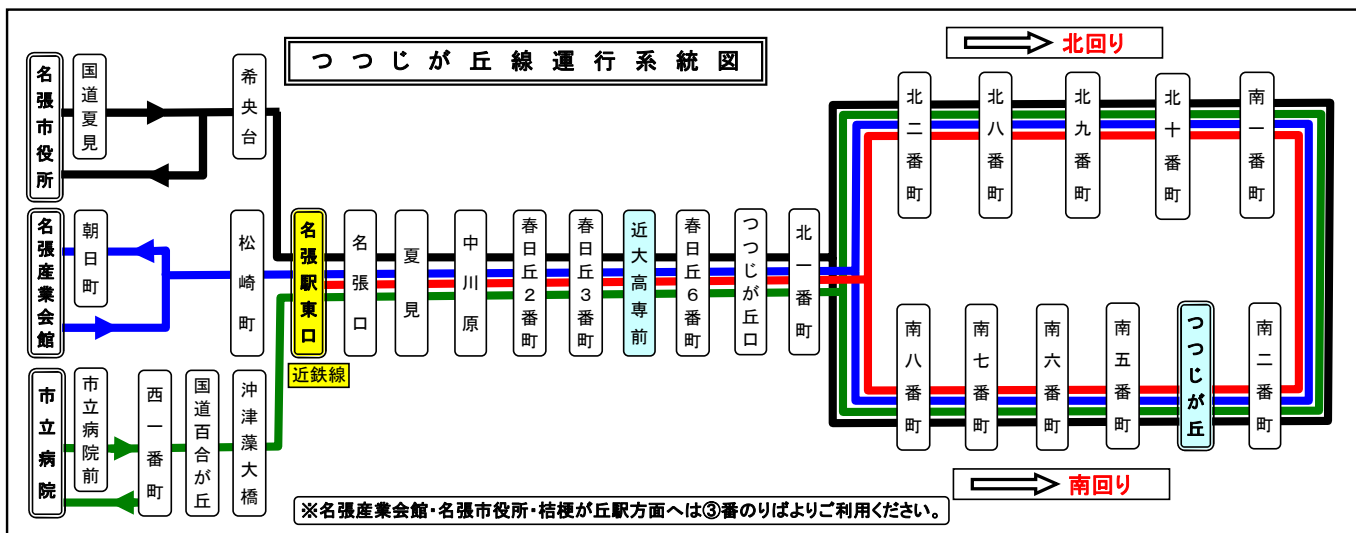 つつじが丘線運行系統図
北回り
名張市役所
国道夏見
希央台
名張産業会館
朝日町
松崎町
市立病院
市立病院前
西一番町
国道百合が丘
沖津藻大橋
名張駅東口
近鉄線
名張口
夏見
中川原
春日丘2番町
春日丘3番町
近大高専前
春日丘6番町
つつじが丘口
北一番町
北二番町
北八番町
北九番町
北十番町
南一番町
南八番町
南七番町
南六番町
南五番町
つつじが丘
南二番町
南回り
※名張産業会館・名張市役所・桔梗が丘駅方面へは③番のりばよりご利用ください。